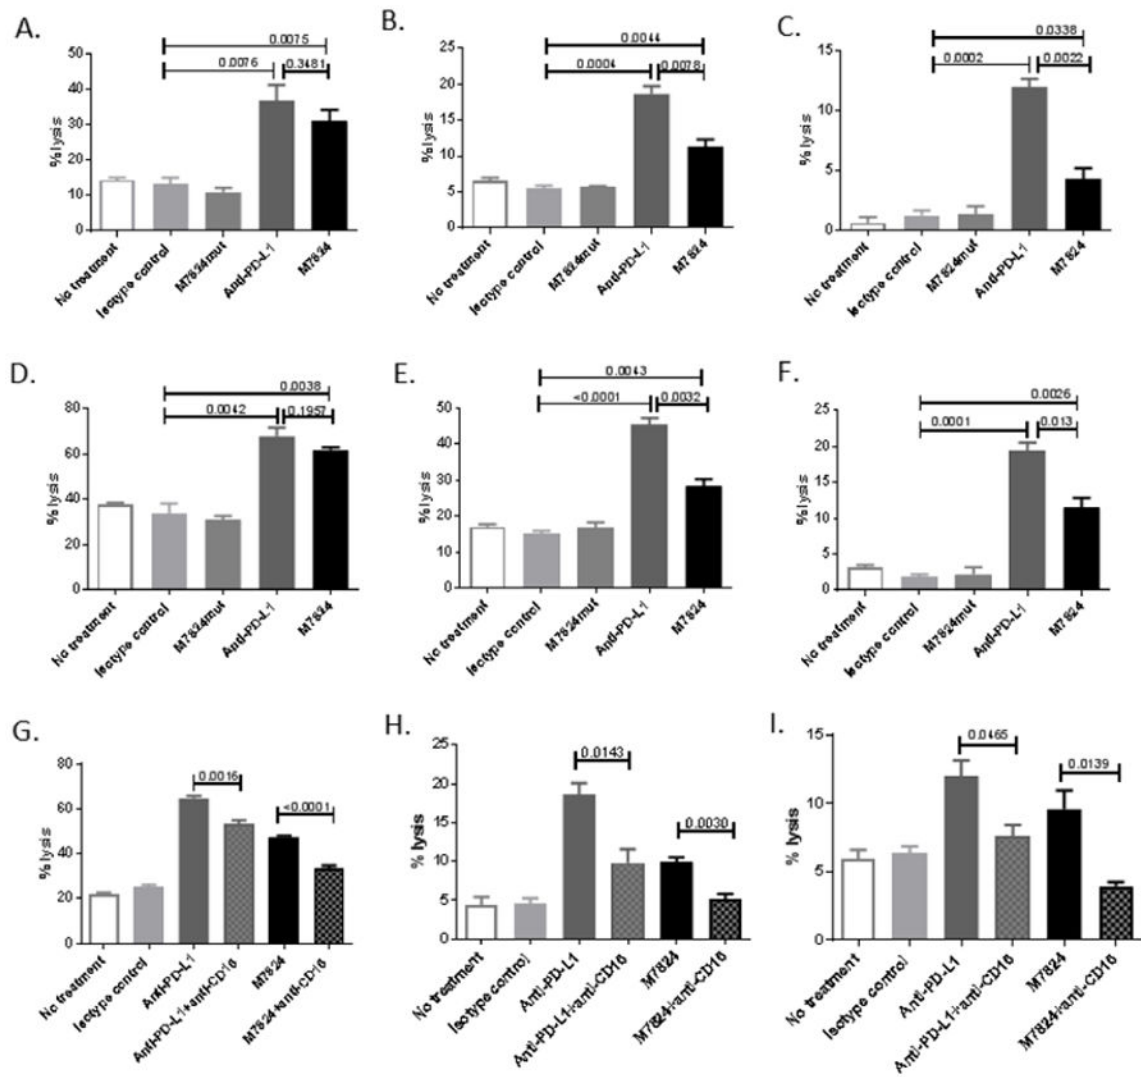 A.
0.0075
0.0076
0.3481
% lysis
50
40
30
20
10
0
No treatment
Isotype control
M7824mut
Anti-PD-L1
M7824
B.
0.0044
0.0004
0.0078
% lysis
25
20
15
10
5
0
No treatment
Isotype control
M7824mut
Anti-PD-L1
M7824
C.
0.0338
0.0002
0.0022
% lysis
15
10
5
0
No treatment
Isotype control
M7824mut
Anti-PD-L1
M7824
D.
0.0038
0.0042
0.1957
% lysis
80
60
40
20
0
No treatment
Isotype control
M7824mut
Anti-PD-L1
M7824
E.
0.0043
<0.0001
0.0032
% lysis
50
40
30
20
10
0
No treatment
Isotype control
M7824mut
Anti-PD-L1
M7824
F.
0.0026
0.0001
0.013
% lysis
25
20
15
10
5
0
No treatment
Isotype control
M7824mut
Anti-PD-L1
M7824
G.
0.0016
<0.0001
% lysis
80
60
40
20
0
No treatment
Isotype control
Anti-PD-L1
Anti-PD-L1+anti-CD16
M7824
M7824+anti-CD16
H.
0.0143
0.0030
% lysis
25
20
15
10
5
0
No treatment
Isotype control
Anti-PD-L1
Anti-PD-L1+anti-CD16
M7824
M7824+anti-CD16
I.
0.0465
0.0139
% lysis
15
10
5
0
No treatment
Isotype control
Anti-PD-L1
Anti-PD-L1+anti-CD16
M7824
M7824+anti-CD16